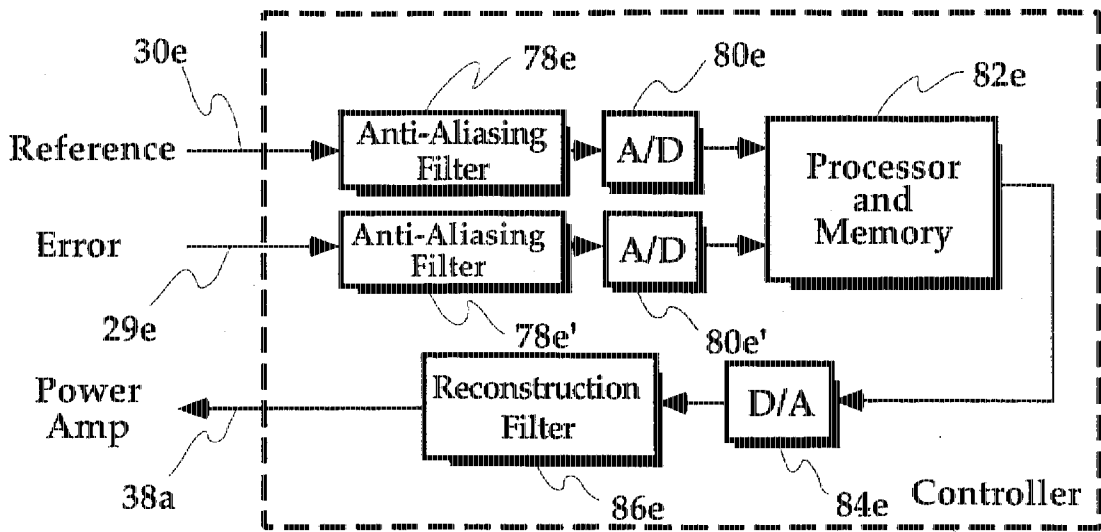 30e
78e
80e
82e
Reference
Anti-Aliasing
Filter
A/D
Processor
and
Memory
Error
Anti-Aliasing
Filter
A/D
29e
78e'
80e'
Power
Amp
Reconstruction
Filter
D/A
38a
86e
84e
Controller